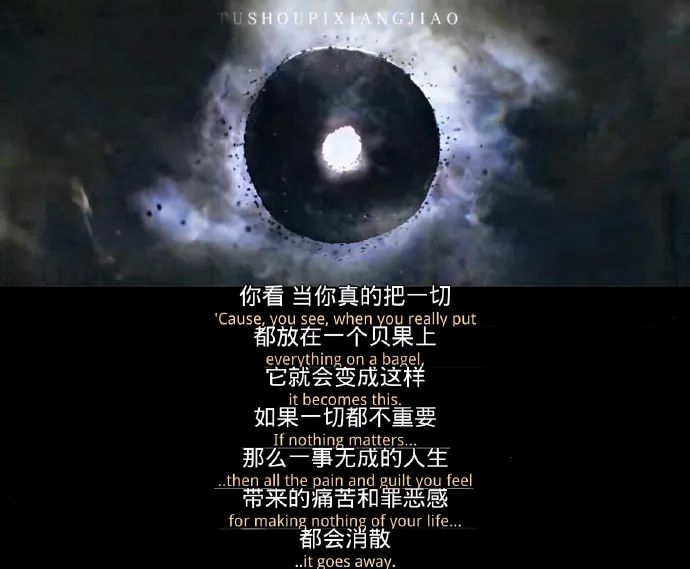 TUSHOUPIXIANGJIAO
你看 当你真的把一切
'Cause, you see, when you really put
都放在一个贝果上
everything on a bagel,
它就会变成这样
it becomes this.
如果一切都不重要
If nothing matters...
那么一事无成的人生
..then all the pain and guilt you feel
带来的痛苦和罪恶感
for making nothing of your life...
都会消散
..it goes away.